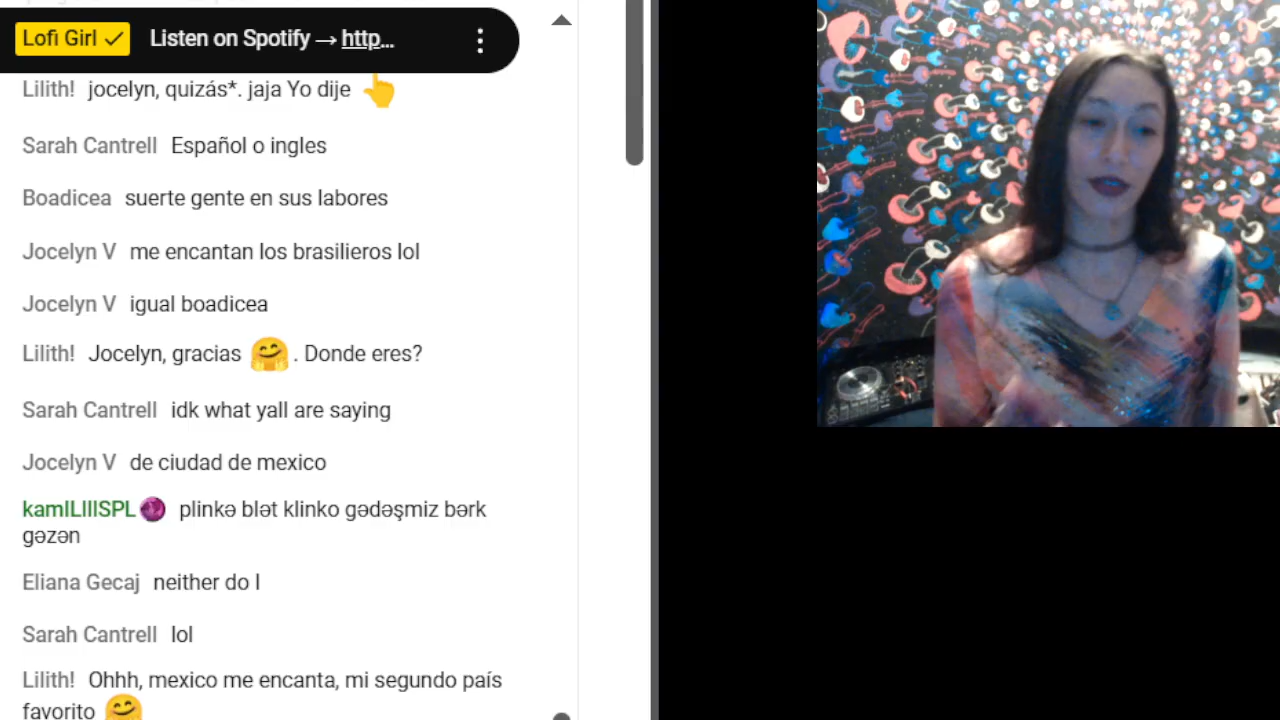 Lofi Girl ✓ Listen on Spotify → http...
Lilith! jocelyn, quizás*. jaja Yo dije 👆
Sarah Cantrell Español o ingles
Boadicea suerte gente en sus labores
Jocelyn V me encantan los brasilieros lol
Jocelyn V igual boadicea
Lilith! Jocelyn, gracias 🤗. Donde eres?
Sarah Cantrell idk what yall are saying
Jocelyn V de ciudad de mexico
kamILIIISPL plinkə blət klinko gədəşmiz bərk
gəzən
Eliana Gecaj neither do I
Sarah Cantrell lol
Lilith! Ohhh, mexico me encanta, mi segundo país
favorito 🤗